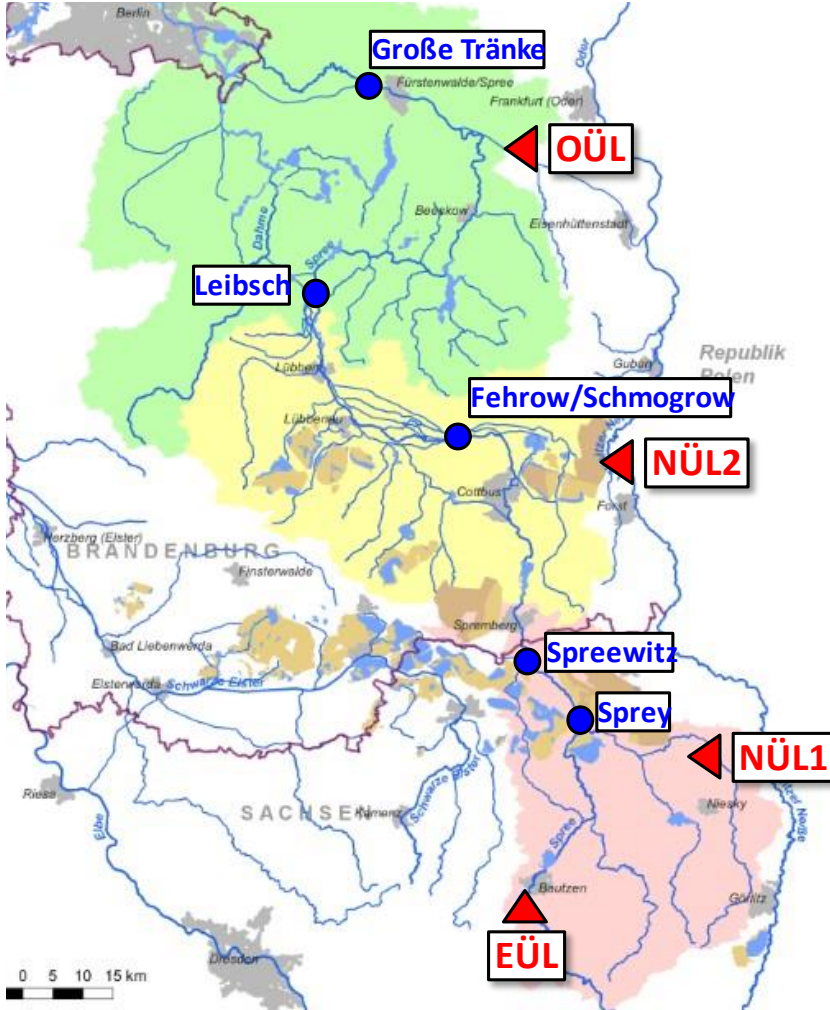 Berlin
Große Tränke
Oder
Fürstenwalde/Spree
Frankfurt (Oder)
OÜL
Beeskow
Eisenhüttenstadt
Dahme
Spree
Leibsch
Republik
Polen
Guben
Lübben
Fehrow/Schmogrow
Lübbenau
NÜL2
Cottbus
Forst
Herzberg (Elster)
BRANDENBURG
Finsterwalde
Spremberg
Bad Liebenwerda
Spreewitz
Elsterwerda
Schwarze Elster
Sprey
NÜL1
Riesa
Niesky
SACHSEN
Kamenz
Schwarze Elster
Elbe
Spree
Bautzen
Görlitz
EÜL
Dresden
0 5 10 15 km